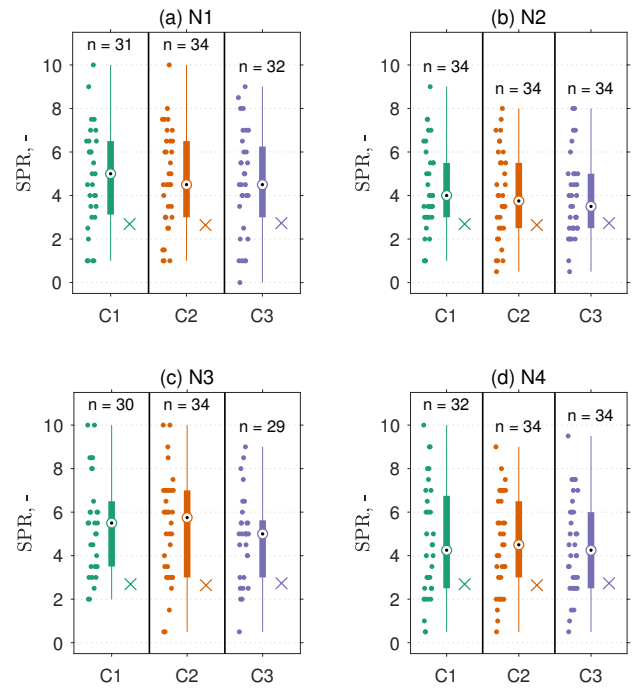 (a) N1
(b) N2
n = 31
n = 34
n = 32
n = 34
n = 34
n = 34
10
8
6
4
2
0
SPR, -
10
8
6
4
2
0
SPR, -
C1
C2
C3
C1
C2
C3
(c) N3
(d) N4
n = 30
n = 34
n = 29
n = 32
n = 34
n = 34
10
8
6
4
2
0
SPR, -
10
8
6
4
2
0
SPR, -
C1
C2
C3
C1
C2
C3